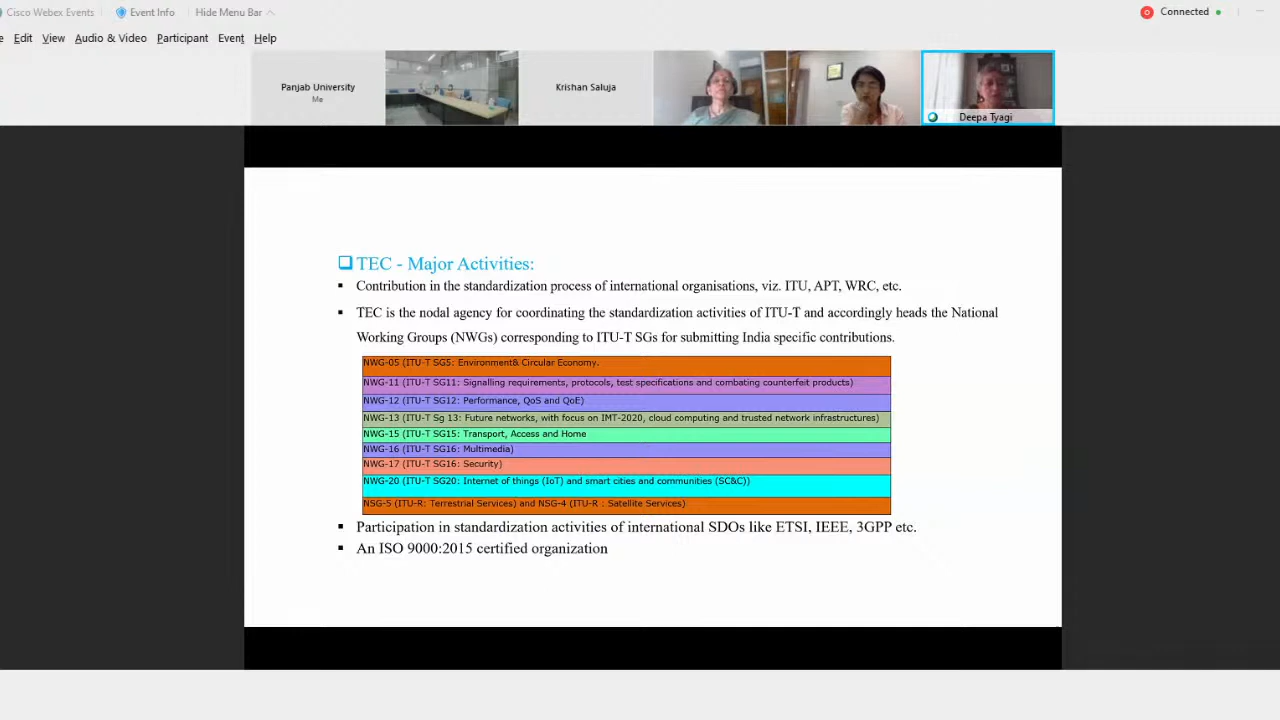 Cisco Webex Events Event Info Hide Menu Bar Connected
Edit View Audio & Video Participant Event Help
Panjab University
Me
Krishan Saluja
Deepa Tyagi
TEC - Major Activities:
Contribution in the standardization process of international organisations, viz. ITU, APT, WRC, etc.
TEC is the nodal agency for coordinating the standardization activities of ITU-T and accordingly heads the National
Working Groups (NWGs) corresponding to ITU-T SGs for submitting India specific contributions.
NWG-05 (ITU-T SG5: Environment& Circular Economy.
NWG-11 (ITU-T SG11: Signalling requirements, protocols, test specifications and combating counterfeit products)
NWG-12 (ITU-T SG12: Performance, QoS and QoE)
NWG-13 (ITU-T Sg 13: Future networks, with focus on IMT-2020, cloud computing and trusted network infrastructures)
NWG-15 (ITU-T SG15: Transport, Access and Home
NWG-16 (ITU-T SG16: Multimedia)
NWG-17 (ITU-T SG16: Security)
NWG-20 (ITU-T SG20: Internet of things (IoT) and smart cities and communities (SC&C))
NSG-5 (ITU-R: Terrestrial Services) and NSG-4 (ITU-R : Satellite Services)
Participation in standardization activities of international SDOs like ETSI, IEEE, 3GPP etc.
An ISO 9000:2015 certified organization